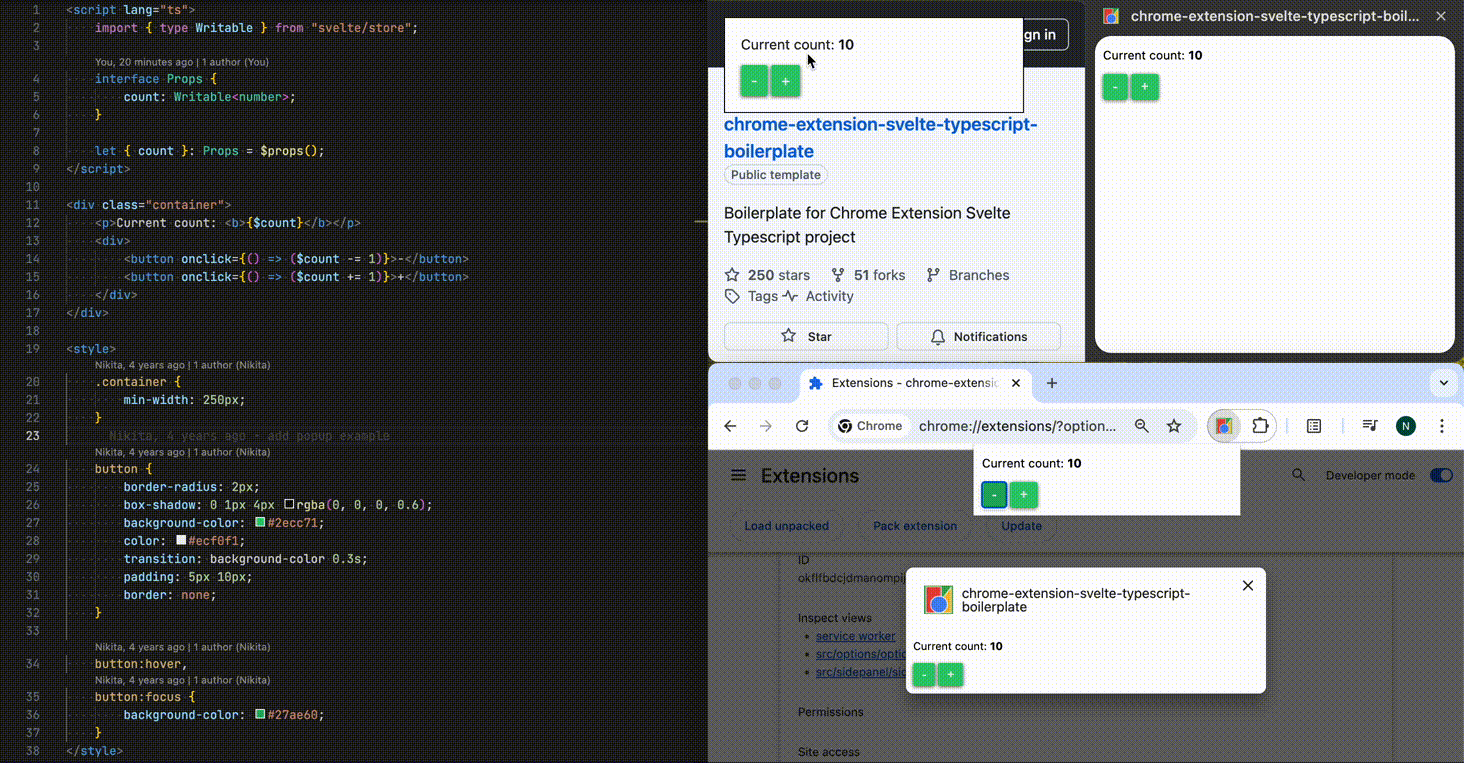 1 <script lang="ts">
2 import { type Writable } from "svelte/store";
3
You, 20 minutes ago | 1 author (You)
4 interface Props {
5 count: Writable<number>;
6 }
7
8 let { count }: Props = $props();
9 </script>
10
11 <div class="container">
12 <p>Current count: <b>{$count}</b></p>
13 <div>
14 <button onclick={() => ($count -= 1)}>-</button>
15 <button onclick={() => ($count += 1)}>+</button>
16 </div>
17 </div>
18
19 <style>
Nikita, 4 years ago | 1 author (Nikita)
20 .container {
21 min-width: 250px;
22 }
23 Nikita, 4 years ago • add popup example
Nikita, 4 years ago | 1 author (Nikita)
24 button {
25 border-radius: 2px;
26 box-shadow: 0 1px 4px rgba(0, 0, 0, 0.6);
27 background-color: #2ecc71;
28 color: #ecf0f1;
29 transition: background-color 0.3s;
30 padding: 5px 10px;
31 border: none;
32 }
33
Nikita, 4 years ago | 1 author (Nikita)
34 button:hover,
Nikita, 4 years ago | 1 author (Nikita)
35 button:focus {
36 background-color: #27ae60;
37 }
38 </style>
Current count: 10
- +
gn in
chrome-extension-svelte-typescript-
boilerplate
Public template
Boilerplate for Chrome Extension Svelte
Typescript project
250 stars 51 forks Branches
Tags Activity
Star Notifications
chrome-extension-svelte-typescript-boil...
Current count: 10
- +
Extensions - chrome-extensi
Chrome chrome://extensions/?option... N
Extensions Developer mode
Load unpacked Pack extension Update
Current count: 10
- +
ID
okflfbdcjdmanompij
Inspect views
• service worker
• src/options/optio
• src/sidepanel/sid
Permissions
Site access
chrome-extension-svelte-typescript-
boilerplate
Current count: 10
- +